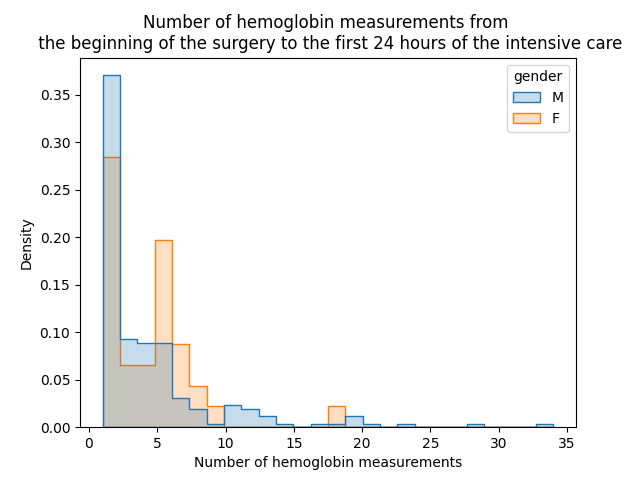 Number of hemoglobin measurements from
the beginning of the surgery to the first 24 hours of the intensive care
gender
M
F
0.35
0.30
0.25
0.20
0.15
0.10
0.05
0.00
Density
0 5 10 15 20 25 30 35
Number of hemoglobin measurements